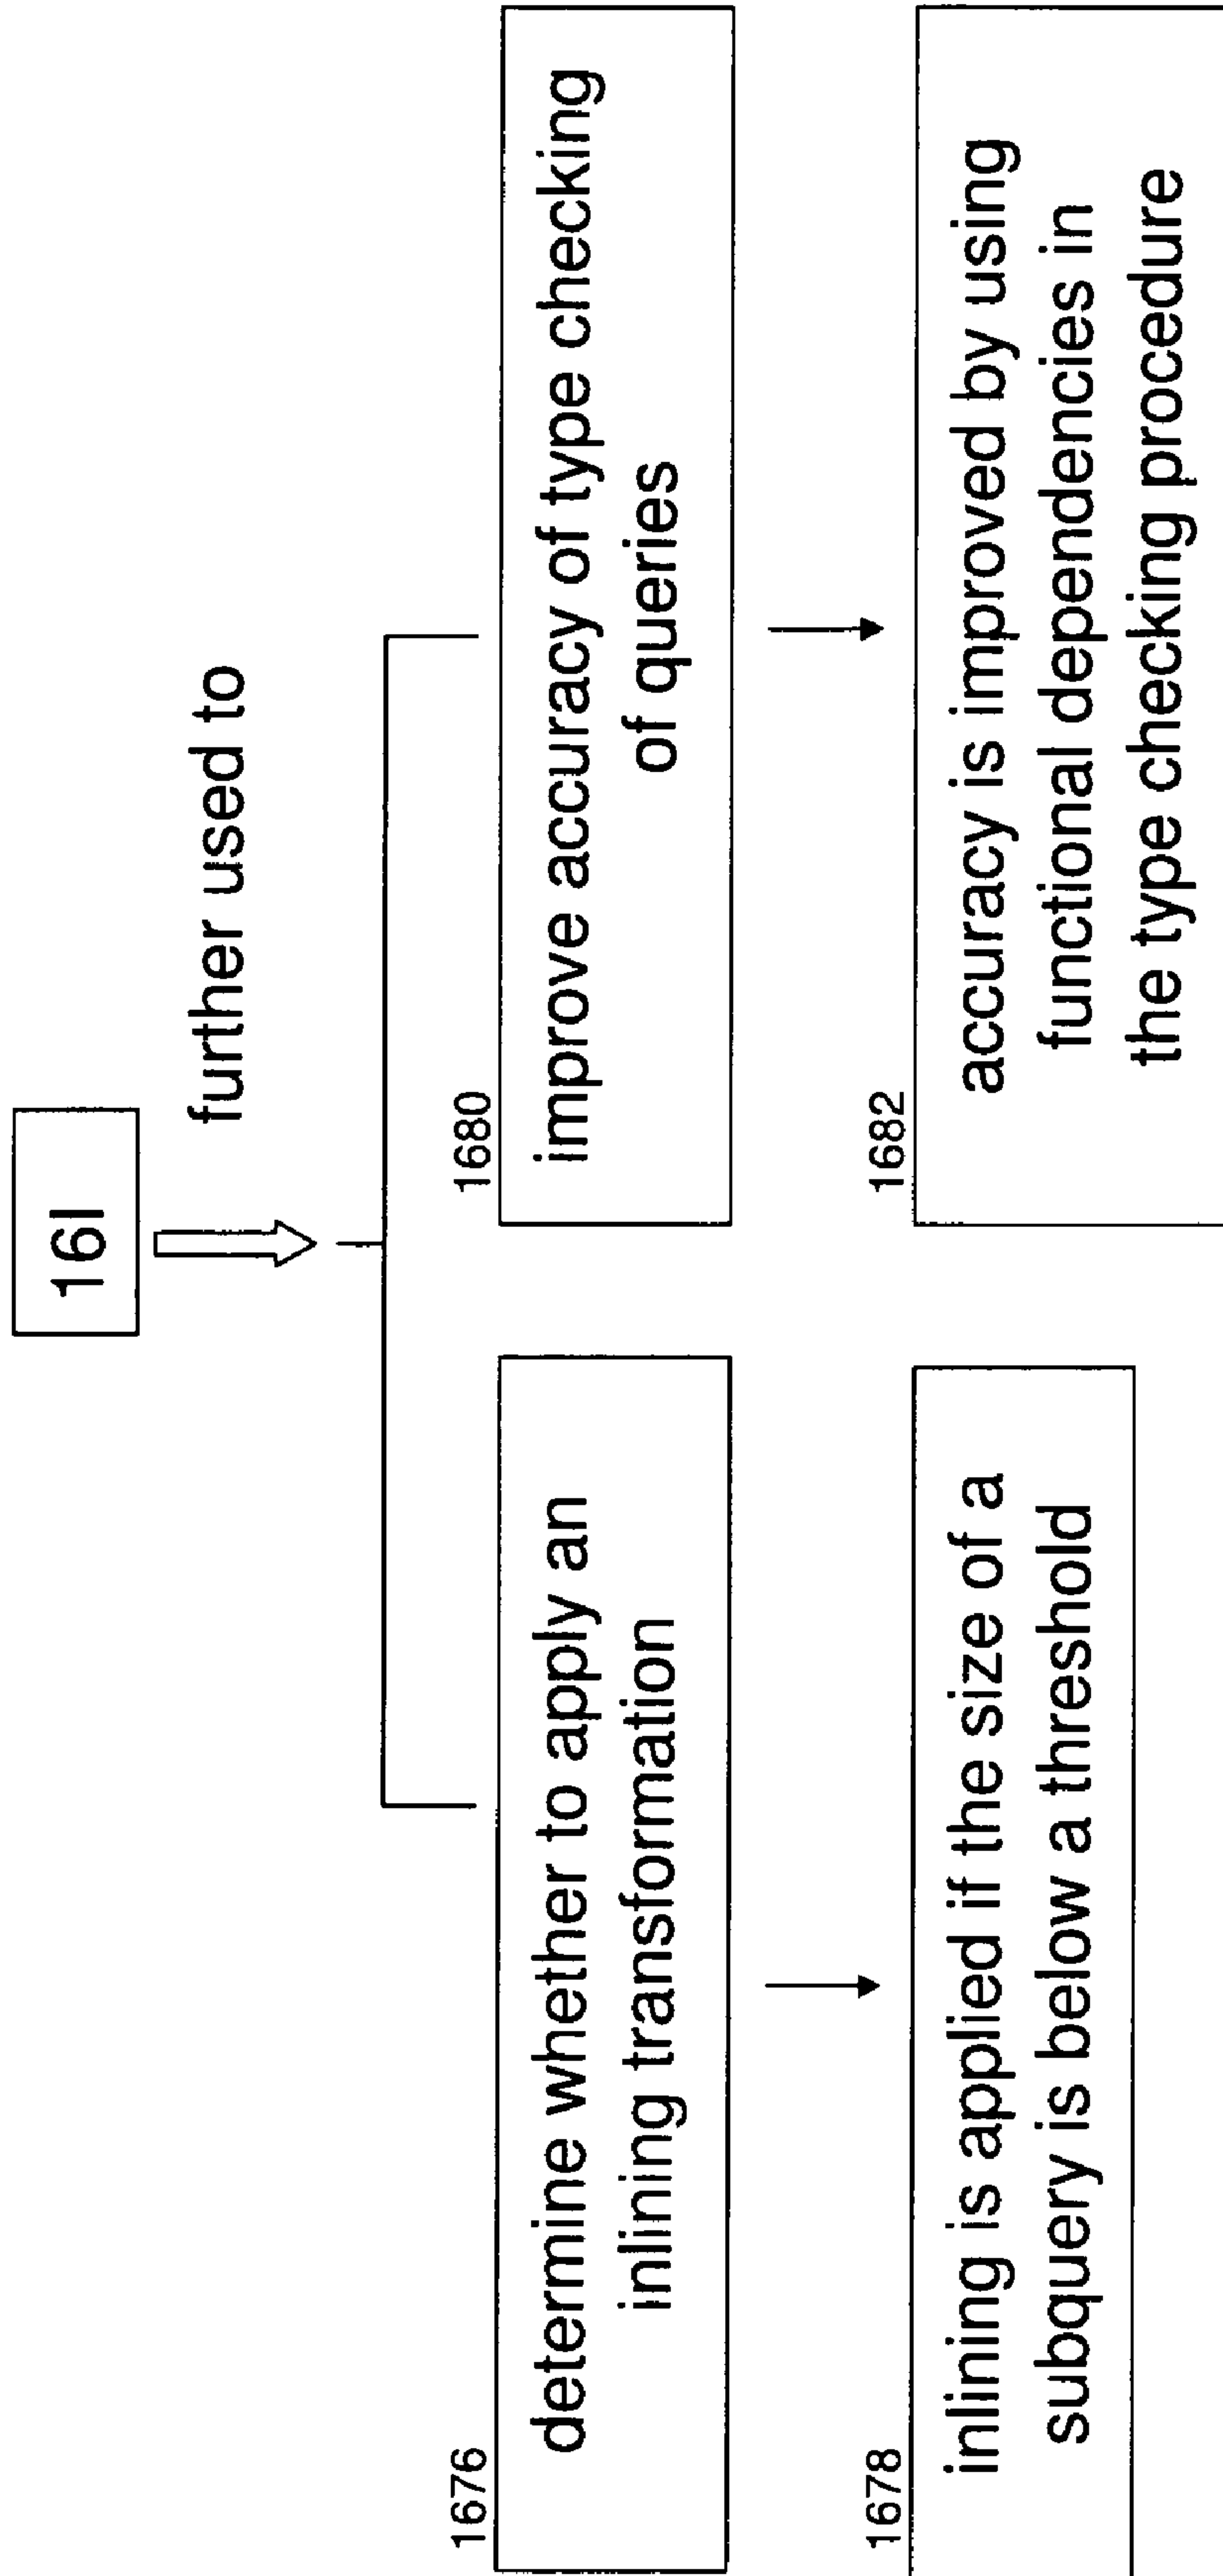 16I
further used to
1676
determine whether to apply an
inlining transformation
1680
improve accuracy of type checking
of queries
1678
inlining is applied if the size of a
subquery is below a threshold
1682
accuracy is improved by using
functional dependencies in
the type checking procedure